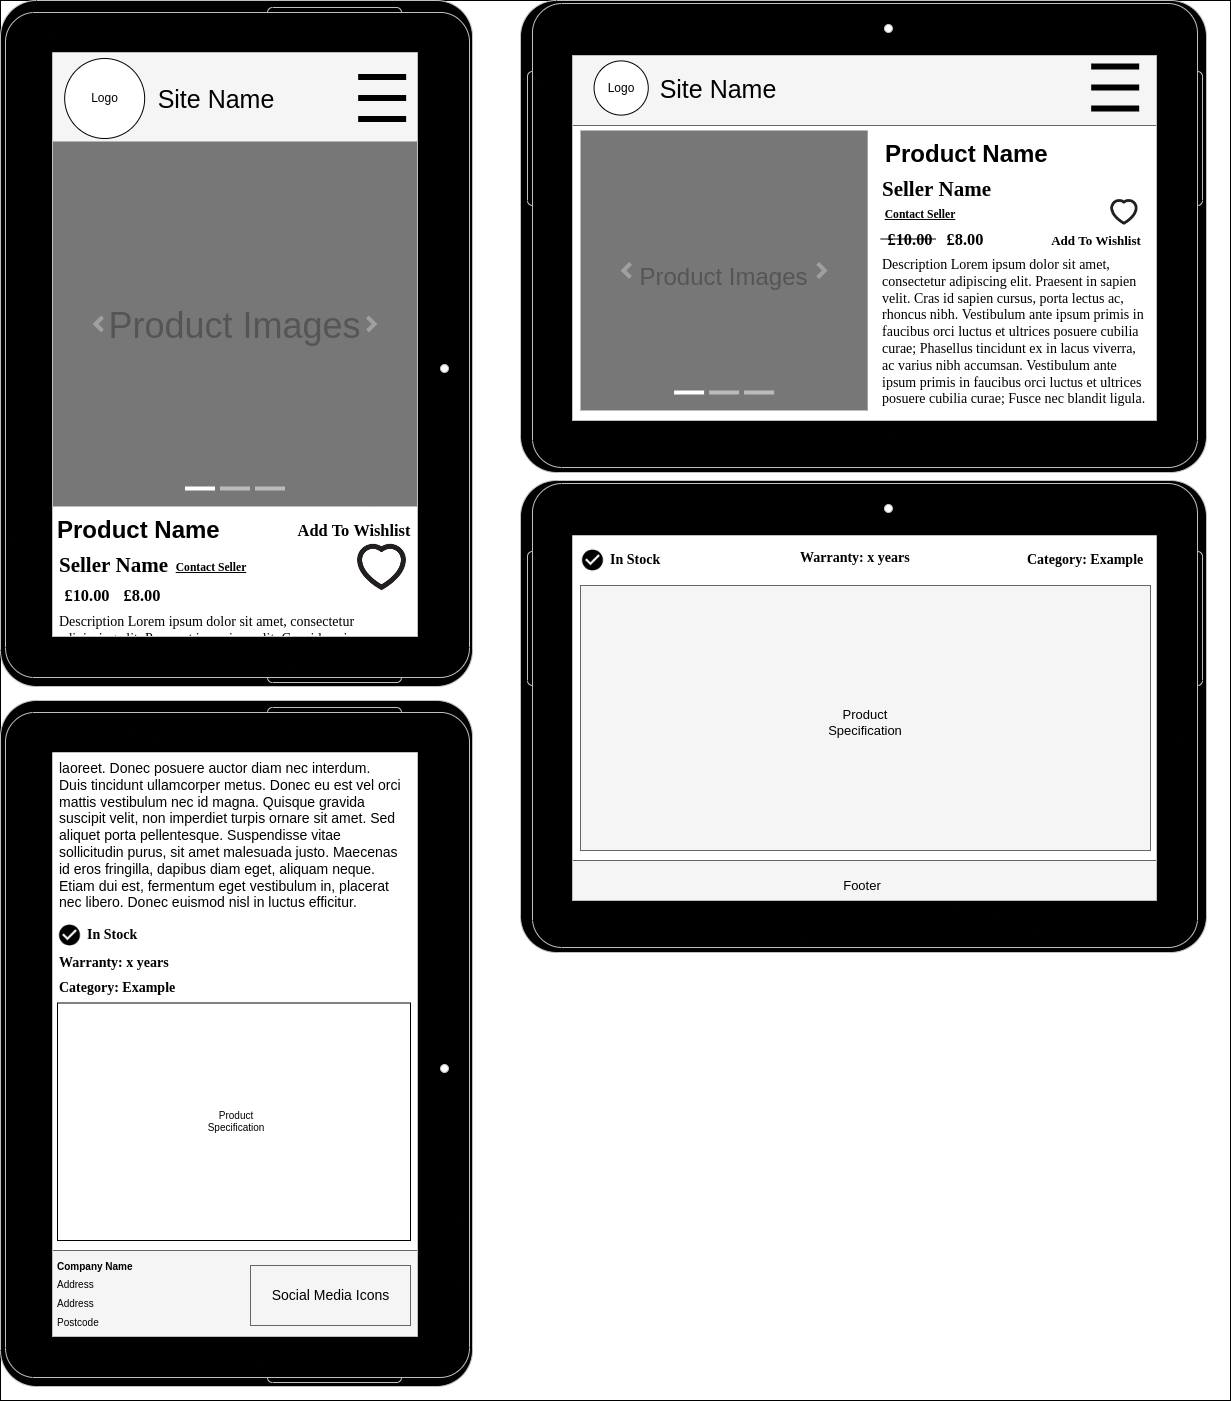 Logo
Site Name
Product Images
Product Name
Add To Wishlist
Seller Name Contact Seller
£10.00 £8.00
Description Lorem ipsum dolor sit amet, consectetur
laoreet. Donec posuere auctor diam nec interdum.
Duis tincidunt ullamcorper metus. Donec eu est vel orci
mattis vestibulum nec id magna. Quisque gravida
suscipit velit, non imperdiet turpis ornare sit amet. Sed
aliquet porta pellentesque. Suspendisse vitae
sollicitudin purus, sit amet malesuada justo. Maecenas
id eros fringilla, dapibus diam eget, aliquam neque.
Etiam dui est, fermentum eget vestibulum in, placerat
nec libero. Donec euismod nisl in luctus efficitur.
In Stock
Warranty: x years
Category: Example
Product
Specification
Company Name
Address
Address
Postcode
Social Media Icons
Logo
Site Name
Product Images
Product Name
Seller Name
Contact Seller
£10.00 £8.00
Add To Wishlist
Description Lorem ipsum dolor sit amet,
consectetur adipiscing elit. Praesent in sapien
velit. Cras id sapien cursus, porta lectus ac,
rhoncus nibh. Vestibulum ante ipsum primis in
faucibus orci luctus et ultrices posuere cubilia
curae; Phasellus tincidunt ex in lacus viverra,
ac varius nibh accumsan. Vestibulum ante
ipsum primis in faucibus orci luctus et ultrices
posuere cubilia curae; Fusce nec blandit ligula.
In Stock
Warranty: x years
Category: Example
Product
Specification
Footer